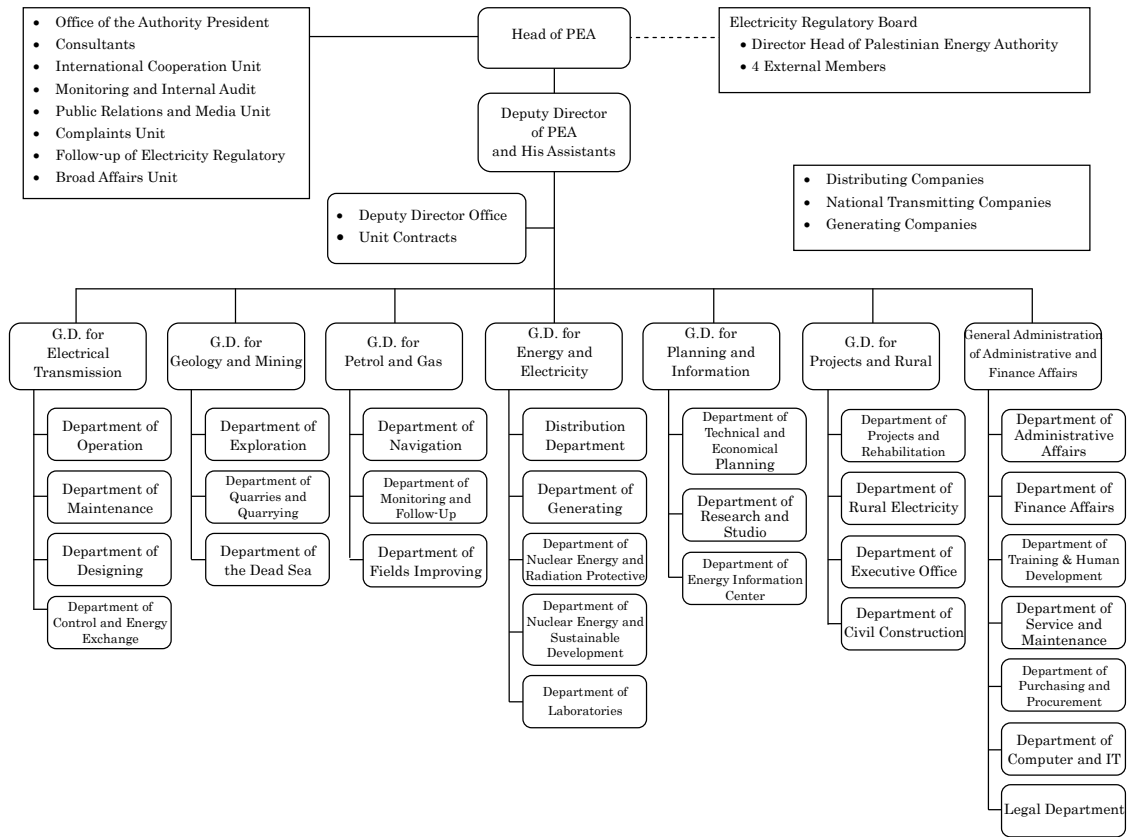 • Office of the Authority President
• Consultants
• International Cooperation Unit
• Monitoring and Internal Audit
• Public Relations and Media Unit
• Complaints Unit
• Follow-up of Electricity Regulatory
• Broad Affairs Unit
Head of PEA
Electricity Regulatory Board
• Director Head of Palestinian Energy Authority
• 4 External Members
Deputy Director
of PEA
and His Assistants
• Distributing Companies
• National Transmitting Companies
• Generating Companies
• Deputy Director Office
• Unit Contracts
G.D. for
Electrical
Transmission
Department of
Operation
Department of
Maintenance
Department of
Designing
Department of
Control and Energy
Exchange
G.D. for
Geology and Mining
Department of
Exploration
Department of
Quarries and
Quarrying
Department of
the Dead Sea
G.D. for
Petrol and Gas
Department of
Navigation
Department of
Monitoring and
Follow-Up
Department of
Fields Improving
G.D. for
Energy and
Electricity
Distribution
Department
Department of
Generating
Department of
Nuclear Energy and
Radiation Protective
Department of
Nuclear Energy and
Sustainable
Development
Department of
Laboratories
G.D. for
Planning and
Information
Department of
Technical and
Economical
Planning
Department of
Research and
Studio
Department of
Energy Information
Center
G.D. for
Projects and Rural
Department of
Projects and
Rehabilitation
Department of
Rural Electricity
Department of
Executive Office
Department of
Civil Construction
General Administration
of Administrative and
Finance Affairs
Department of
Administrative
Affairs
Department of
Finance Affairs
Department of
Training & Human
Development
Department of
Service and
Maintenance
Department of
Purchasing and
Procurement
Department of
Computer and IT
Legal Department